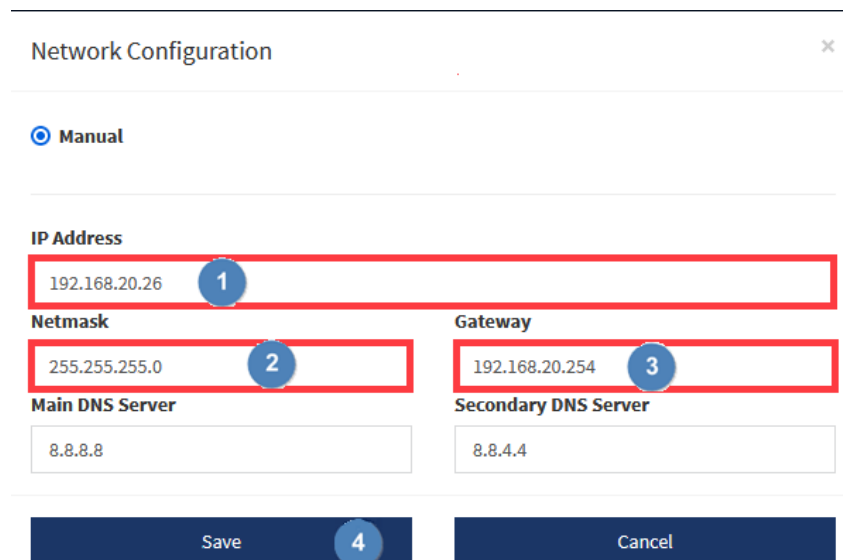 Network Configuration ×
Manual
IP Address
192.168.20.26 1
Netmask Gateway
255.255.255.0 2 192.168.20.254 3
Main DNS Server Secondary DNS Server
8.8.8.8 8.8.4.4
Save 4 Cancel